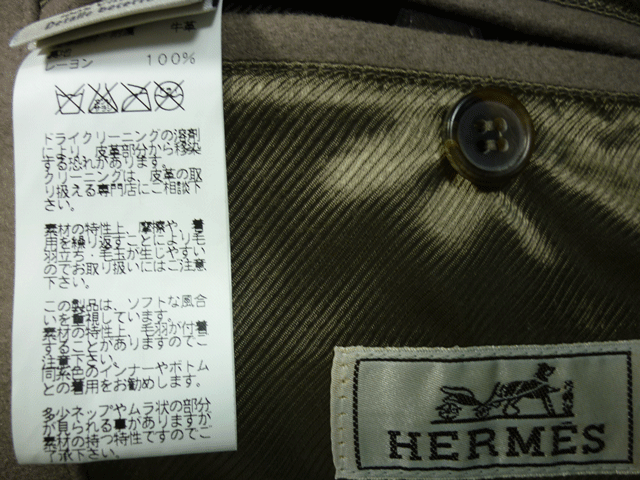 Detaile Recette
牛革
レーヨン 100%
ドライクリーニングの溶剤
により、皮革部分から移染
する恐れがあります。
クリーニングは、皮革の取
り扱える専門店にご相談下
さい。
素材の特性上、摩擦や、着
用を繰り返すことにより毛
羽立ち・毛玉が生じやすい
のでお取り扱いにはご注意
下さい。
この製品は、ソフトな風合
いを重視しています。
素材の特性上、毛羽が付着
することがありますのでご
注意下さい。
同系色のインナーやボトム
との着用をお勧めします。
多少ネップやムラ状の部分
が見られる事がありますが
素材の持つ特性ですのでご
了承下さい。
HERMES